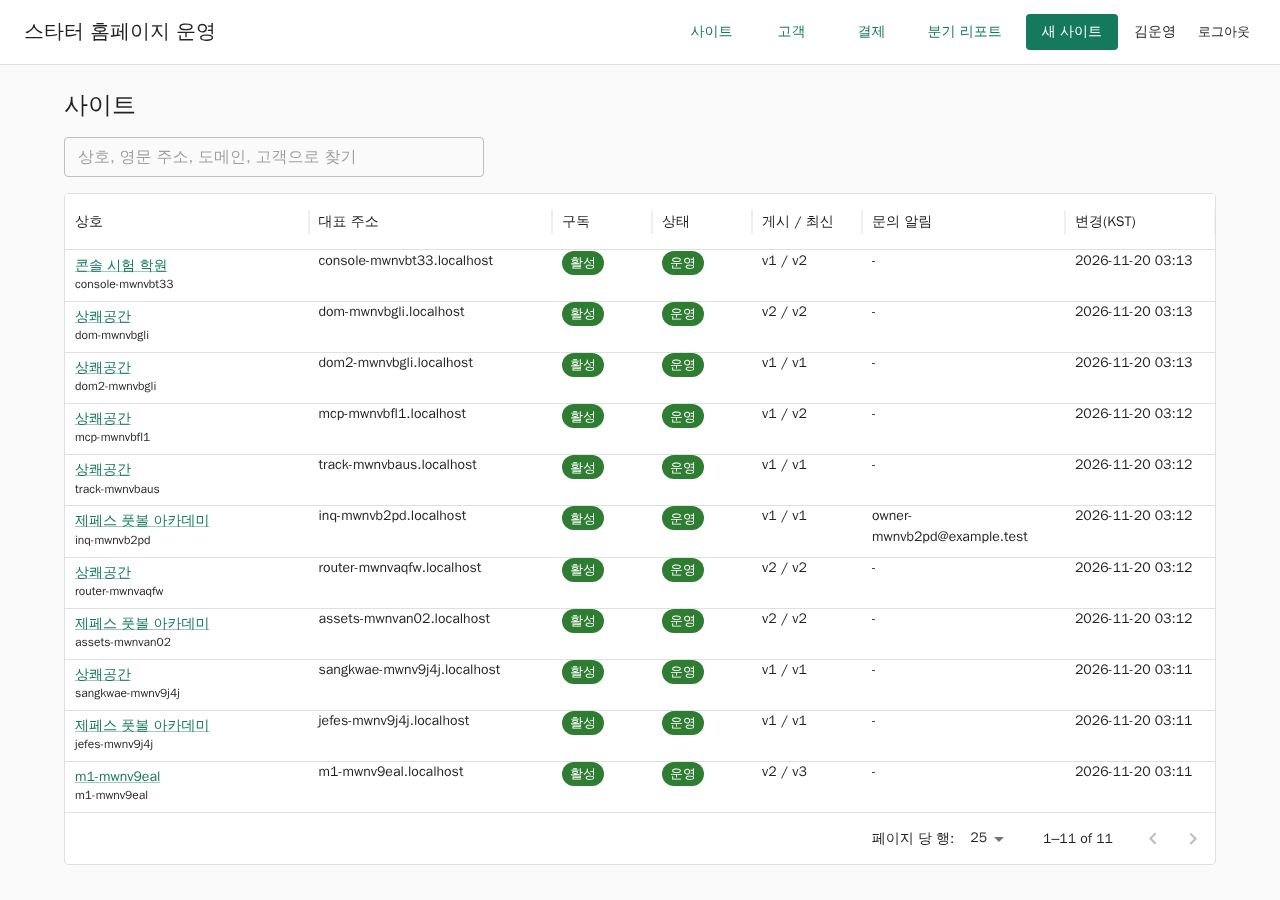 스타터 홈페이지 운영
사이트 고객 결제 분기 리포트 새 사이트 김운영 로그아웃
사이트
상호, 영문 주소, 도메인, 고객으로 찾기
상호 대표 주소 구독 상태 게시 / 최신 문의 알림 변경(KST)
콘솔 시험 학원 console-mwnvbt33.localhost 활성 운영 v1 / v2 - 2026-11-20 03:13
console-mwnvbt33
상쾌공간 dom-mwnvbgli.localhost 활성 운영 v2 / v2 - 2026-11-20 03:13
dom-mwnvbgli
상쾌공간 dom2-mwnvbgli.localhost 활성 운영 v1 / v1 - 2026-11-20 03:13
dom2-mwnvbgli
상쾌공간 mcp-mwnvbfl1.localhost 활성 운영 v1 / v2 - 2026-11-20 03:12
mcp-mwnvbfl1
상쾌공간 track-mwnvbaus.localhost 활성 운영 v1 / v1 - 2026-11-20 03:12
track-mwnvbaus
제페스 풋볼 아카데미 inq-mwnvb2pd.localhost 활성 운영 v1 / v1 owner- 2026-11-20 03:12
inq-mwnvb2pd mwnvb2pd@example.test
상쾌공간 router-mwnvaqfw.localhost 활성 운영 v2 / v2 - 2026-11-20 03:12
router-mwnvaqfw
제페스 풋볼 아카데미 assets-mwnvan02.localhost 활성 운영 v2 / v2 - 2026-11-20 03:12
assets-mwnvan02
상쾌공간 sangkwae-mwnv9j4j.localhost 활성 운영 v1 / v1 - 2026-11-20 03:11
sangkwae-mwnv9j4j
제페스 풋볼 아카데미 jefes-mwnv9j4j.localhost 활성 운영 v1 / v1 - 2026-11-20 03:11
jefes-mwnv9j4j
m1-mwnv9eal m1-mwnv9eal.localhost 활성 운영 v2 / v3 - 2026-11-20 03:11
m1-mwnv9eal
페이지 당 행: 25 1–11 of 11